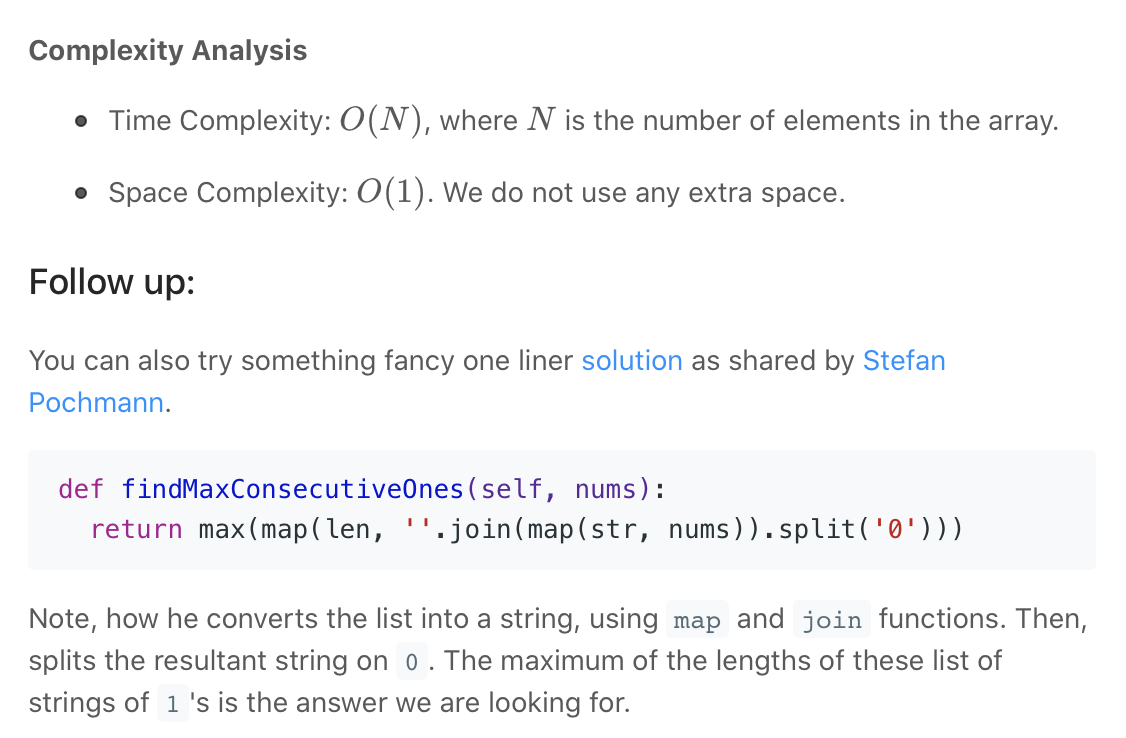 Complexity Analysis
• Time Complexity: O(N), where N is the number of elements in the array.
• Space Complexity: O(1). We do not use any extra space.
Follow up:
You can also try something fancy one liner solution as shared by Stefan
Pochmann.
def findMaxConsecutiveOnes(self, nums):
  return max(map(len, ''.join(map(str, nums)).split('0')))
Note, how he converts the list into a string, using map and join functions. Then,
splits the resultant string on 0. The maximum of the lengths of these list of
strings of 1's is the answer we are looking for.